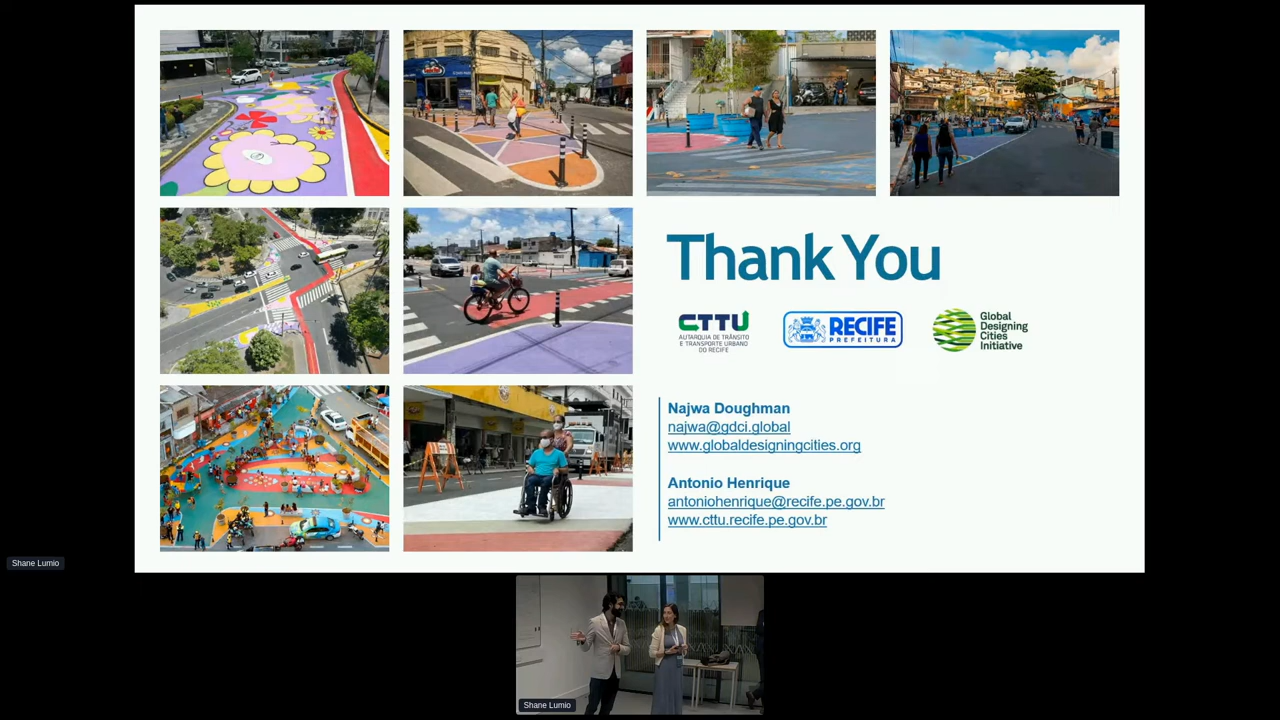 Thank You
CTTU
AUTARQUIA DE TRÂNSITO
E TRANSPORTE URBANO
DO RECIFE
RECIFE
PREFEITURA
Global
Designing
Cities
Initiative
Najwa Doughman
najwa@gdci.global
www.globaldesigningcities.org
Antonio Henrique
antoniohenrique@recife.pe.gov.br
www.cttu.recife.pe.gov.br
Shane Lumio
Shane Lumio